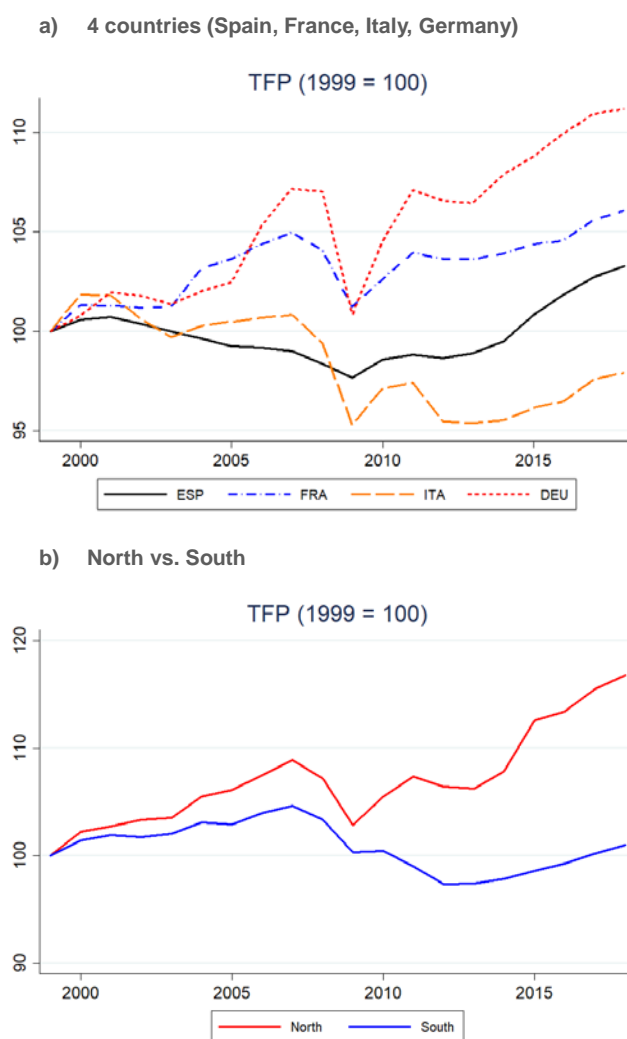 a) 4 countries (Spain, France, Italy, Germany)
TFP (1999 = 100)
110
105
100
95
2000 2005 2010 2015
ESP FRA ITA DEU
b) North vs. South
TFP (1999 = 100)
120
110
100
90
2000 2005 2010 2015
North South